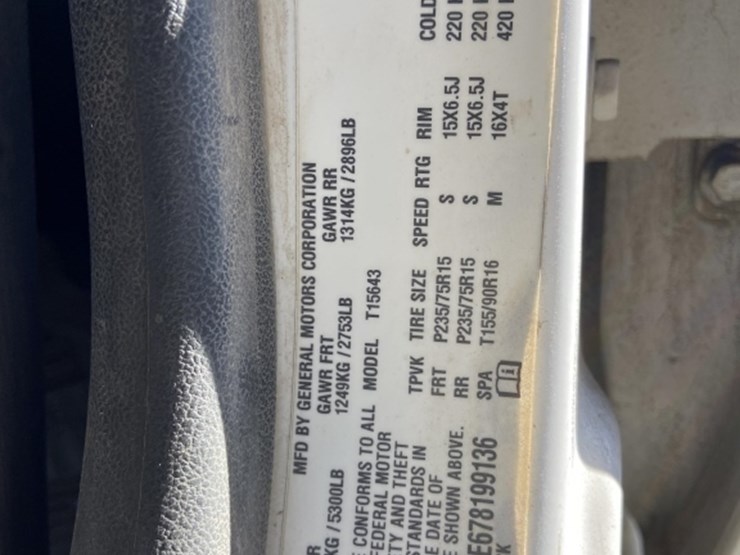 MFD BY GENERAL MOTORS CORPORATION
GAWR FRT GAWR RR
KG / 5300LB 1249KG / 2753LB 1314KG / 2896LB
CONFORMS TO ALL MODEL T15643
FEDERAL MOTOR
TY AND THEFT
STANDARDS IN
E DATE OF
E SHOWN ABOVE.
E678199136
TPVK TIRE SIZE SPEED RTG RIM COLD
FRT P235/75R15 S 15X6.5J 220
RR P235/75R15 S 15X6.5J 220
SPA T155/90R16 M 16X4T 420